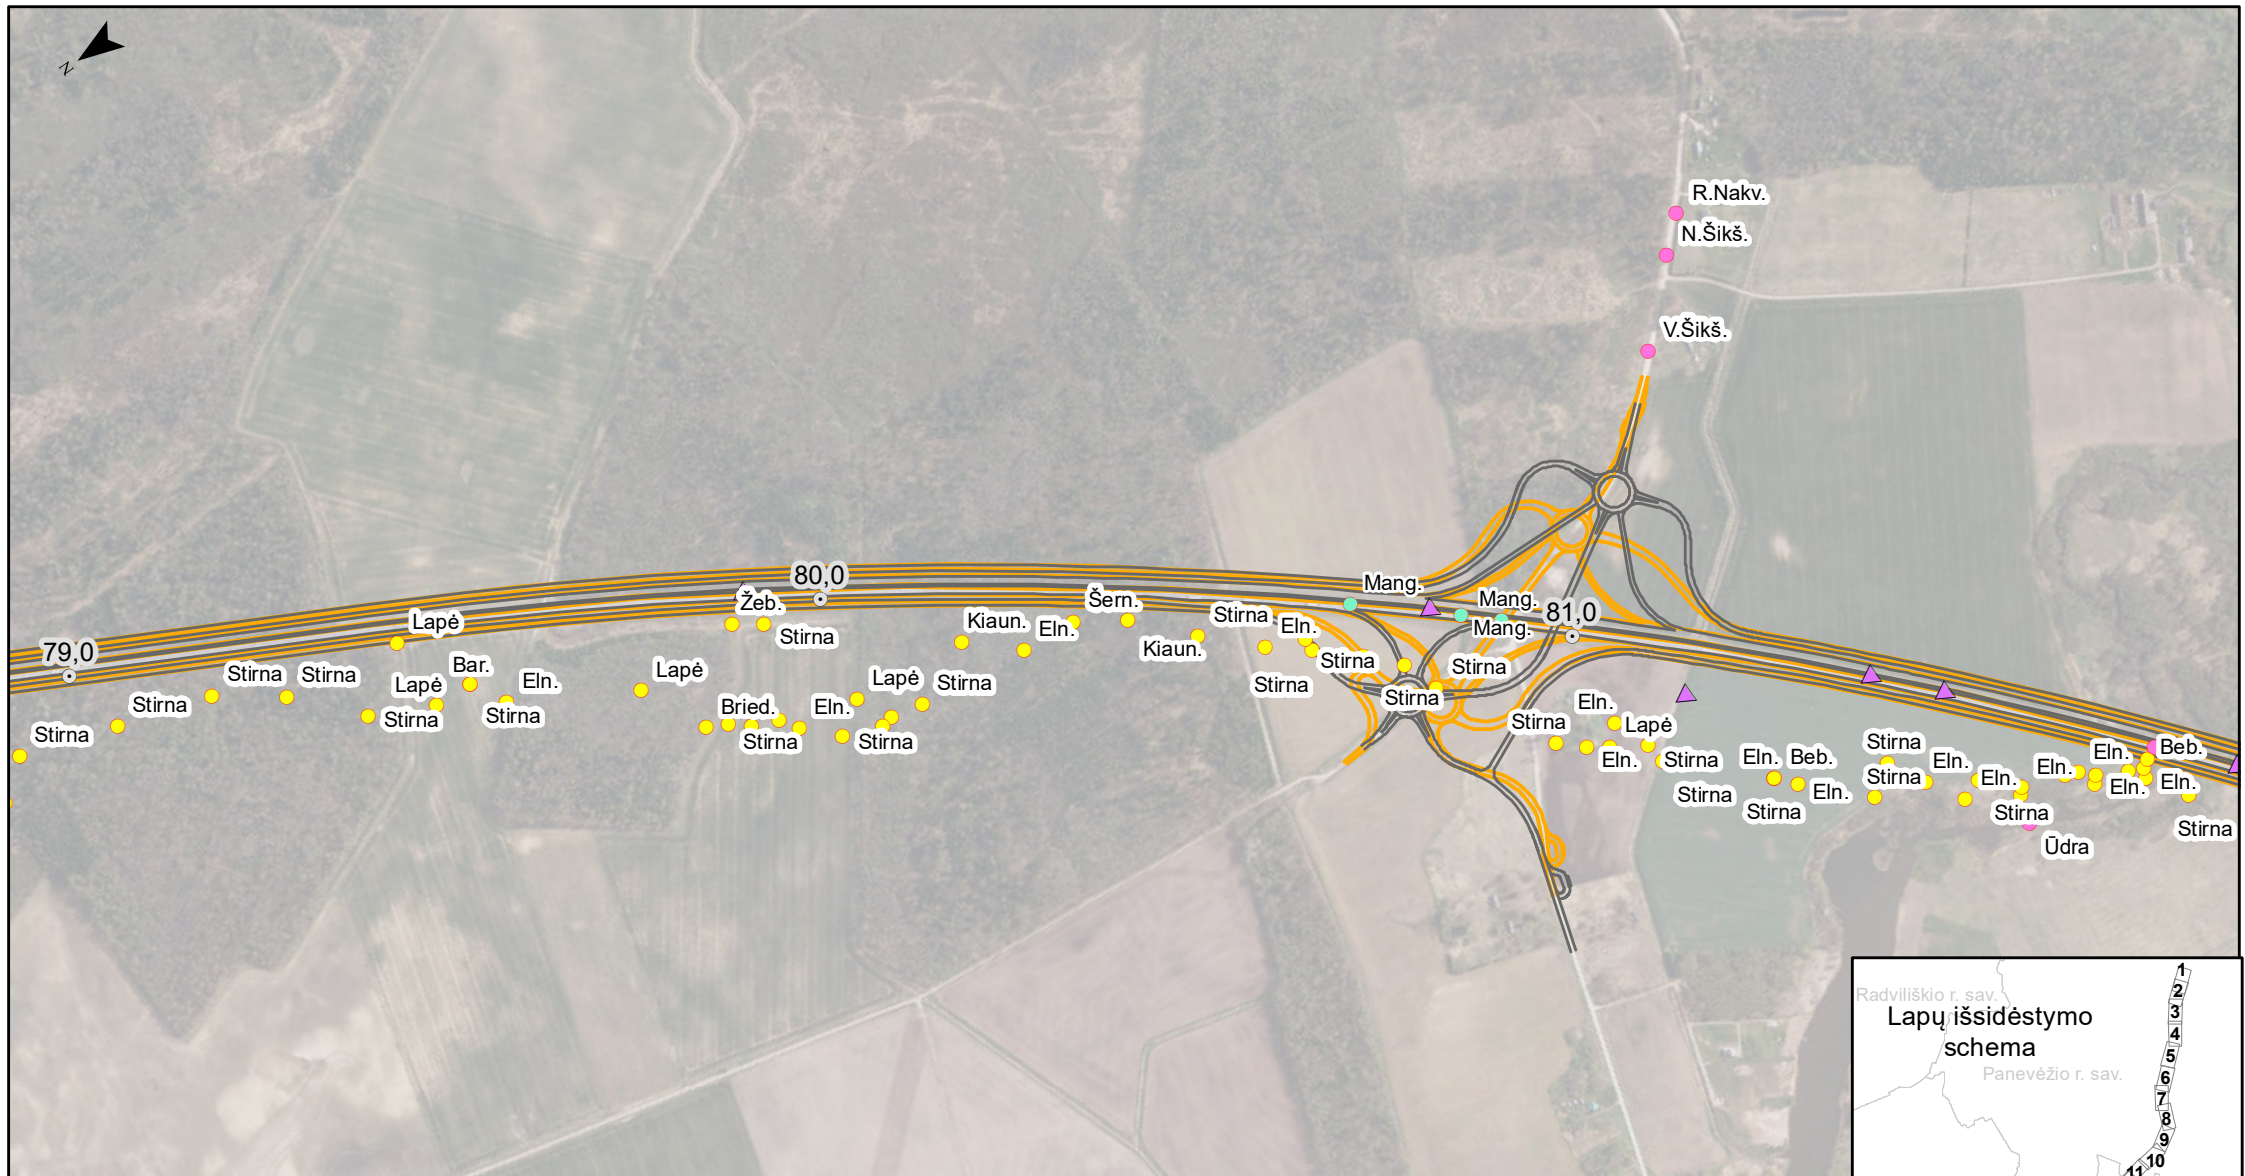 N
R.Nakv.
N.Šikš.
V.Šikš.
80,0
Žeb.
Stirna
Lapė
79,0
Stirna
Stirna
Stirna
Stirna
Bar.
Lapė
Stirna
Eln.
Stirna
Lapė
Bried.
Stirna
Eln.
Lapė
Stirna
Stirna
Kiaun.
Eln.
Šern.
Kiaun.
Stirna
Eln.
Stirna
Stirna
Mang.
Mang.
Mang.
81,0
Stirna
Stirna
Stirna
Eln.
Lapė
Eln.
Stirna
Stirna
Eln.
Beb.
Eln.
Stirna
Stirna
Stirna
Eln.
Eln.
Stirna
Eln.
Eln.
Eln.
Beb.
Eln.
Stirna
Ūdra
Radviliškio r. sav.
Lapų išsidėstymo
schema
Panevėžio r. sav.
1
2
3
4
5
6
7
8
9
10
11